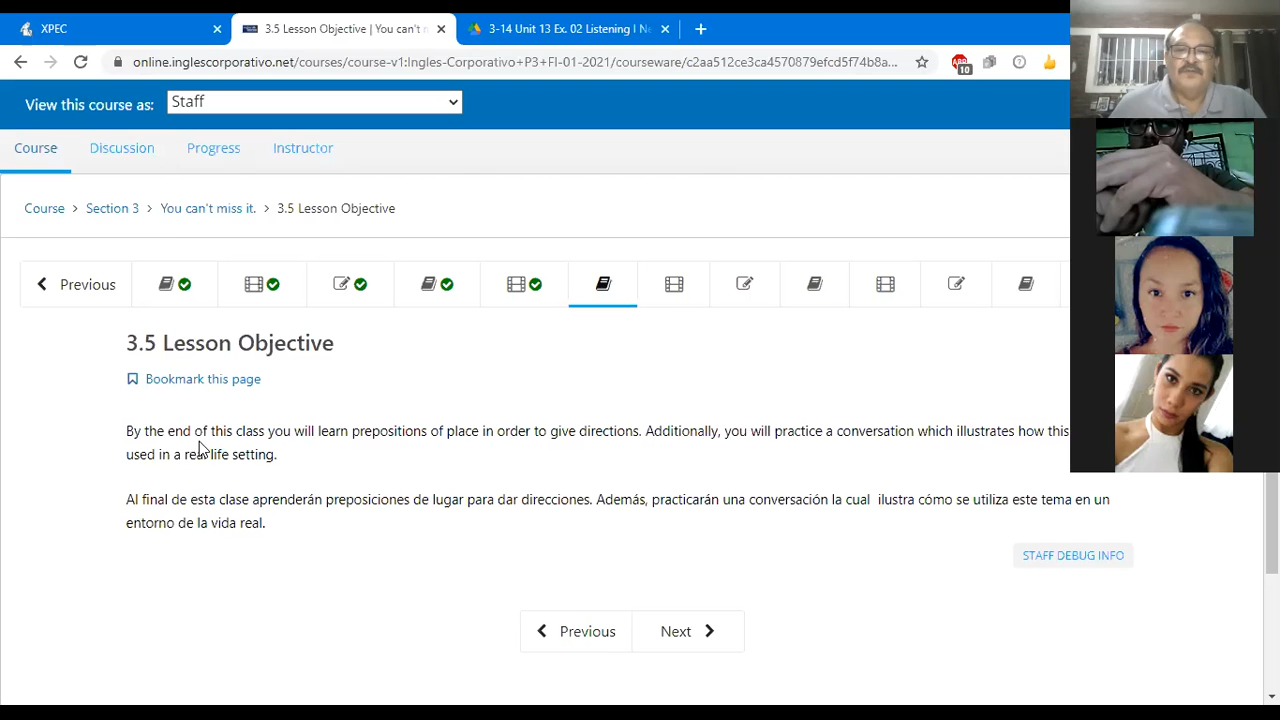 XPEC
3.5 Lesson Objective | You can't m
3-14 Unit 13 Ex. 02 Listening I Ne
online.inglescorporativo.net/courses/course-v1:Ingles-Corporativo+P3+FI-01-2021/courseware/c2aa512ce3ca4570879efcd5f74b8a...
10
View this course as:
Staff
Course
Discussion
Progress
Instructor
Course > Section 3 > You can't miss it. > 3.5 Lesson Objective
Previous
3.5 Lesson Objective
Bookmark this page
By the end of this class you will learn prepositions of place in order to give directions. Additionally, you will practice a conversation which illustrates how this
used in a real life setting.
Al final de esta clase aprenderán preposiciones de lugar para dar direcciones. Además, practicarán una conversación la cual ilustra cómo se utiliza este tema en un
entorno de la vida real.
STAFF DEBUG INFO
Previous
Next